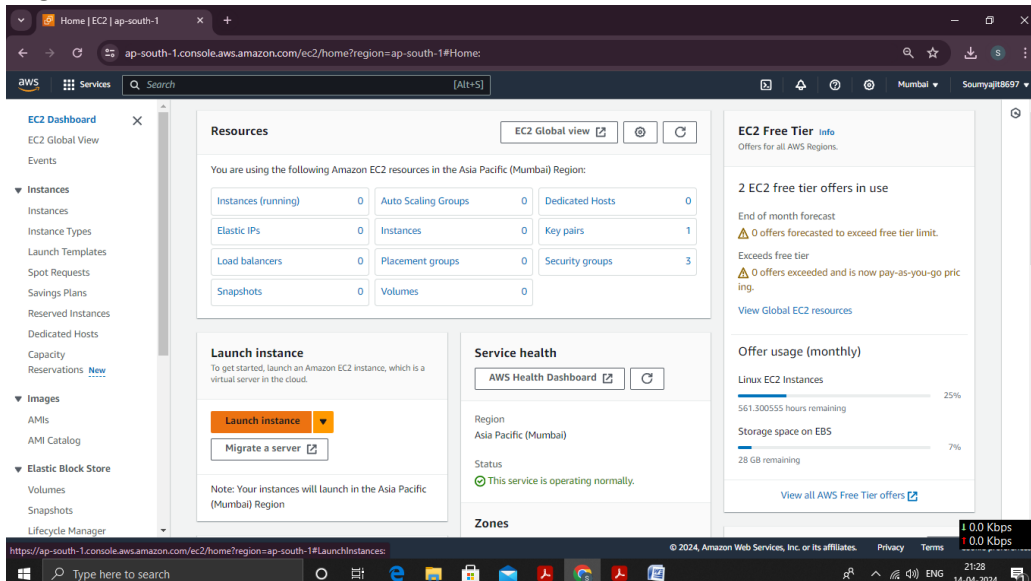 Home | EC2 | ap-south-1
ap-south-1.console.aws.amazon.com/ec2/home?region=ap-south-1#Home:
S
aws
Services
Search
[Alt+S]
Mumbai
Soumyajit8697
EC2 Dashboard
EC2 Global View
Events
Instances
Instances
Instance Types
Launch Templates
Spot Requests
Savings Plans
Reserved Instances
Dedicated Hosts
Capacity
Reservations New
Images
AMIs
AMI Catalog
Elastic Block Store
Volumes
Snapshots
Lifecycle Manager
Resources
EC2 Global view
You are using the following Amazon EC2 resources in the Asia Pacific (Mumbai) Region:
Instances (running) 0
Auto Scaling Groups 0
Dedicated Hosts 0
Elastic IPs 0
Instances 0
Key pairs 1
Load balancers 0
Placement groups 0
Security groups 3
Snapshots 0
Volumes 0
Launch instance
To get started, launch an Amazon EC2 instance, which is a
virtual server in the cloud.
Launch instance
Migrate a server
Note: Your instances will launch in the Asia Pacific
(Mumbai) Region
Service health
AWS Health Dashboard
Region
Asia Pacific (Mumbai)
Status
This service is operating normally.
Zones
EC2 Free Tier Info
Offers for all AWS Regions.
2 EC2 free tier offers in use
End of month forecast
0 offers forecasted to exceed free tier limit.
Exceeds free tier
0 offers exceeded and is now pay-as-you-go pric
ing.
View Global EC2 resources
Offer usage (monthly)
Linux EC2 Instances
25%
561.300555 hours remaining
Storage space on EBS
7%
28 GB remaining
View all AWS Free Tier offers
0.0 Kbps
0.0 Kbps
https://ap-south-1.console.aws.amazon.com/ec2/home?region=ap-south-1#LaunchInstances:
© 2024, Amazon Web Services, Inc. or its affiliates.
Privacy
Terms
Type here to search
ENG
21:28
14-04-2024